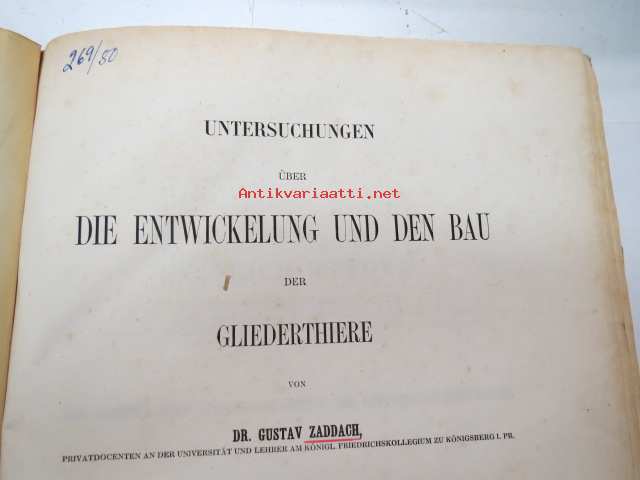 269/50
UNTERSUCHUNGEN
ÜBER
Antikvariaatti.net
DIE ENTWICKELUNG UND DEN BAU
DER
GLIEDERTHIERE
VON
DR. GUSTAV ZADDACH,
PRIVATDOCENTEN AN DER UNIVERSITÄT UND LEHRER AM KÖNIGL. FRIEDRICHSKOLLEGIUM ZU KÖNIGSBERG I. PR.